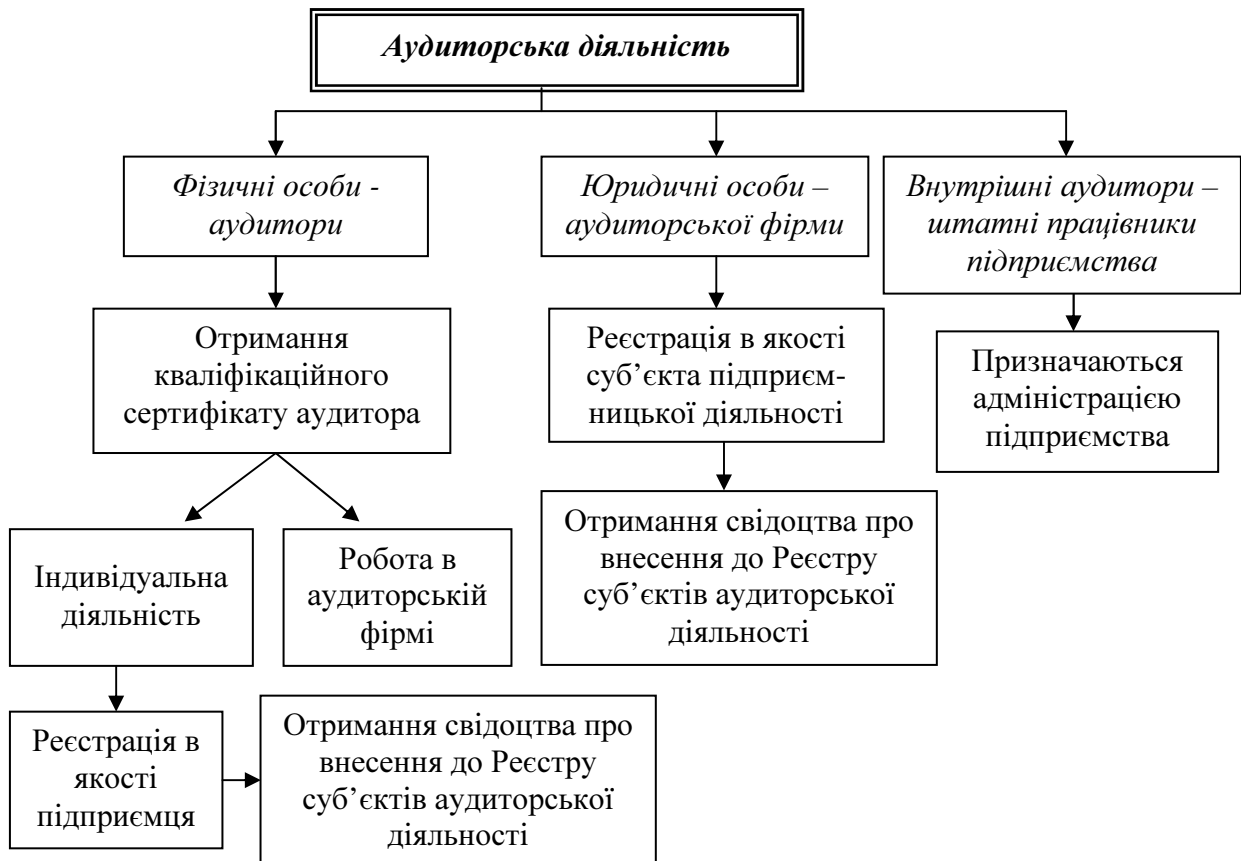 Аудиторська діяльність
Фізичні особи -
аудитори
Юридичні особи –
аудиторської фірми
Внутрішні аудитори –
штатні працівники
підприємства
Отримання
кваліфікаційного
сертифікату аудитора
Реєстрація в якості
суб’єкта підприєм-
ницької діяльності
Призначаються
адміністрацією
підприємства
Індивідуальна
діяльність
Робота в
аудиторській
фірмі
Отримання свідоцтва про
внесення до Реєстру
суб’єктів аудиторської
діяльності
Реєстрація в
якості
підприємця
Отримання свідоцтва про
внесення до Реєстру
суб’єктів аудиторської
діяльності